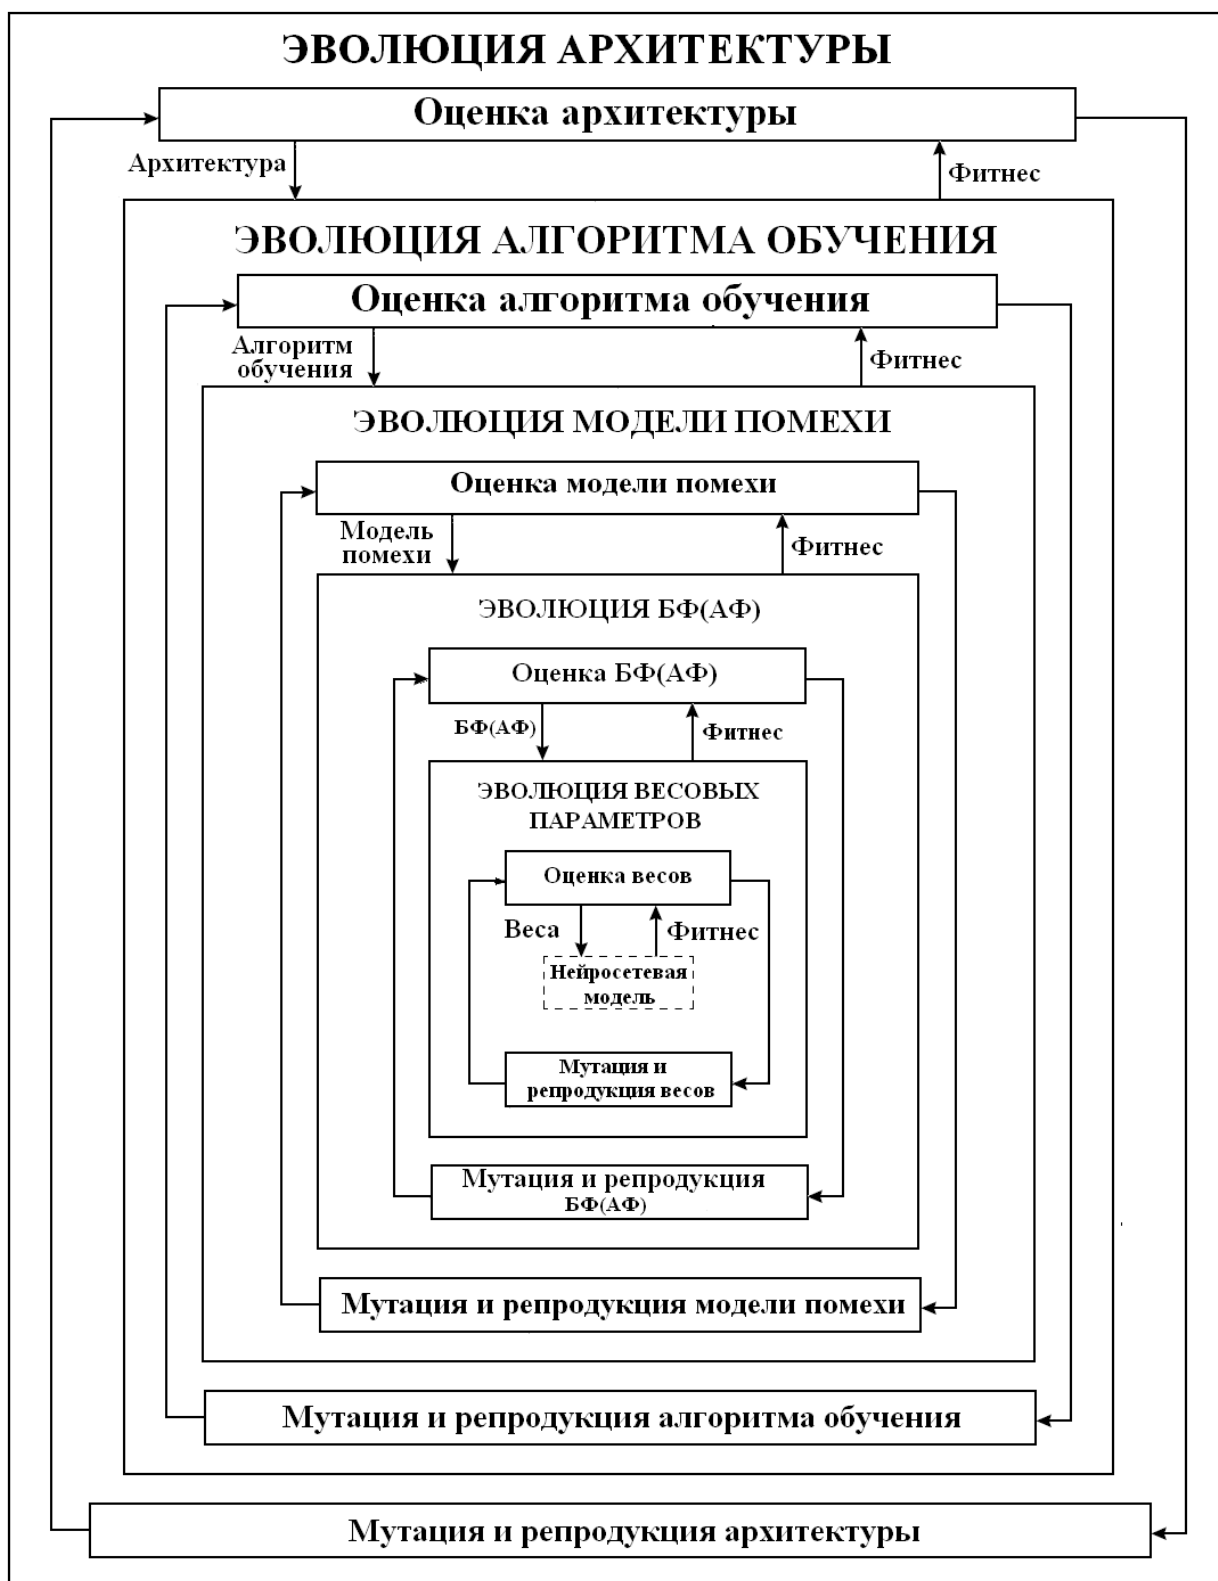 ЭВОЛЮЦИЯ АРХИТЕКТУРЫ
Оценка архитектуры
Архитектура
Фитнес
ЭВОЛЮЦИЯ АЛГОРИТМА ОБУЧЕНИЯ
Оценка алгоритма обучения
Алгоритм
обучения
Фитнес
ЭВОЛЮЦИЯ МОДЕЛИ ПОМЕХИ
Оценка модели помехи
Модель
помехи
Фитнес
ЭВОЛЮЦИЯ БФ(АФ)
Оценка БФ(АФ)
БФ(АФ)
Фитнес
ЭВОЛЮЦИЯ ВЕСОВЫХ
ПАРАМЕТРОВ
Оценка весов
Веса
Фитнес
Нейросетевая
модель
Мутация и
репродукция весов
Мутация и репродукция
БФ(АФ)
Мутация и репродукция модели помехи
Мутация и репродукция алгоритма обучения
Мутация и репродукция архитектуры